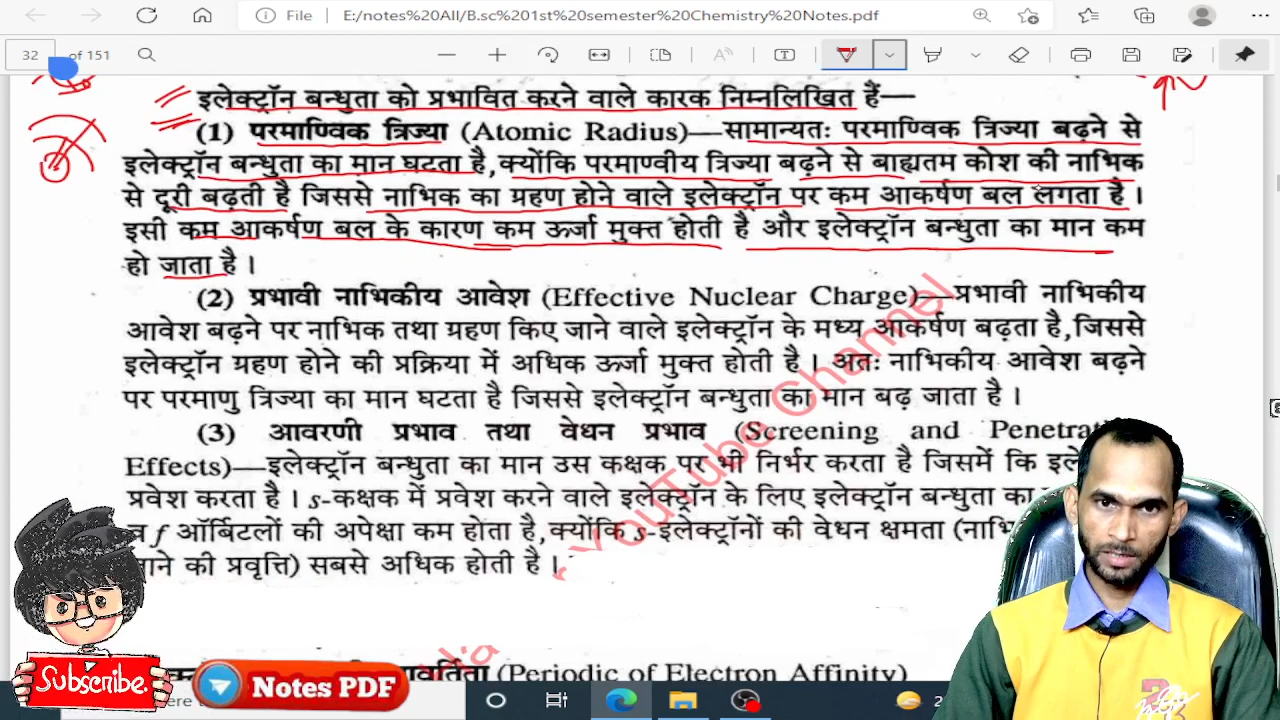 File
E:/notes%20All/B.sc%201st%20semester%20Chemistry%20Notes.pdf
32 of 151
इलेक्ट्रॉन बन्धुता को प्रभावित करने वाले कारक निम्नलिखित हैं—
(1) परमाण्विक त्रिज्या (Atomic Radius)—सामान्यतः परमाण्विक त्रिज्या बढ़ने से
इलेक्ट्रॉन बन्धुता का मान घटता है, क्योंकि परमाण्वीय त्रिज्या बढ़ने से बाह्यतम कोश की नाभिक
से दूरी बढ़ती है जिससे नाभिक का ग्रहण होने वाले इलेक्ट्रॉन पर कम आकर्षण बल लगता है।
इसी कम आकर्षण बल के कारण कम ऊर्जा मुक्त होती है और इलेक्ट्रॉन बन्धुता का मान कम
हो जाता है।
(2) प्रभावी नाभिकीय आवेश (Effective Nuclear Charge)—प्रभावी नाभिकीय
आवेश बढ़ने पर नाभिक तथा ग्रहण किए जाने वाले इलेक्ट्रॉन के मध्य आकर्षण बढ़ता है, जिससे
इलेक्ट्रॉन ग्रहण होने की प्रक्रिया में अधिक ऊर्जा मुक्त होती है। अतः नाभिकीय आवेश बढ़ने
पर परमाणु त्रिज्या का मान घटता है जिससे इलेक्ट्रॉन बन्धुता का मान बढ़ जाता है।
(3) आवरणी प्रभाव तथा वेधन प्रभाव (Screening and
Effects)—इलेक्ट्रॉन बन्धुता का मान उस कक्षक पर भी निर्भर करता है जिसमें कि
प्रवेश करता है। s-कक्षक में प्रवेश करने वाले इलेक्ट्रॉन के लिए इलेक्ट्रॉन बन्धुता का
f ऑर्बिटलों की अपेक्षा कम होता है, क्योंकि s-इलेक्ट्रॉनों की वेधन क्षमता
की प्रवृत्ति) सबसे अधिक होती है।
YouTube Channel
(Periodic of Electron Affinity)
Subscribe.
Notes PDF